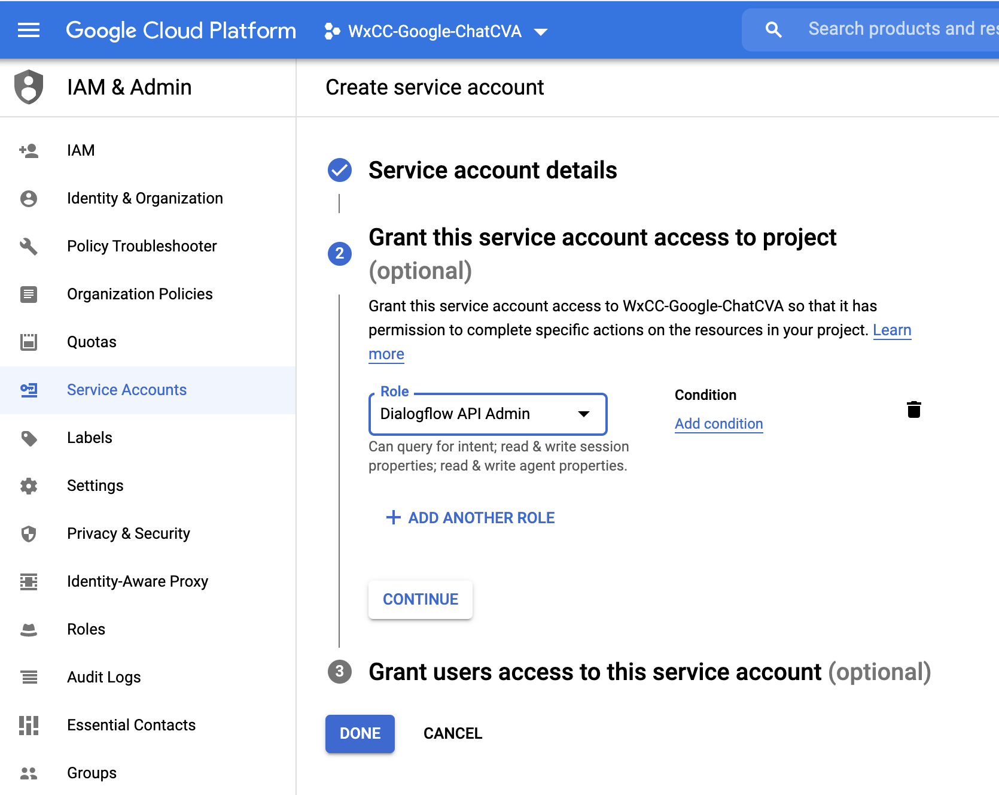 Google Cloud Platform
WxCC-Google-ChatCVA
Search products and res
IAM & Admin
Create service account
IAM
Identity & Organization
Policy Troubleshooter
Organization Policies
Quotas
Service Accounts
Labels
Settings
Privacy & Security
Identity-Aware Proxy
Roles
Audit Logs
Essential Contacts
Groups
Service account details
2
Grant this service account access to project
(optional)
Grant this service account access to WxCC-Google-ChatCVA so that it has
permission to complete specific actions on the resources in your project. Learn
more
Role
Dialogflow API Admin
Can query for intent; read & write session
properties; read & write agent properties.
Condition
Add condition
ADD ANOTHER ROLE
CONTINUE
3
Grant users access to this service account (optional)
DONE
CANCEL